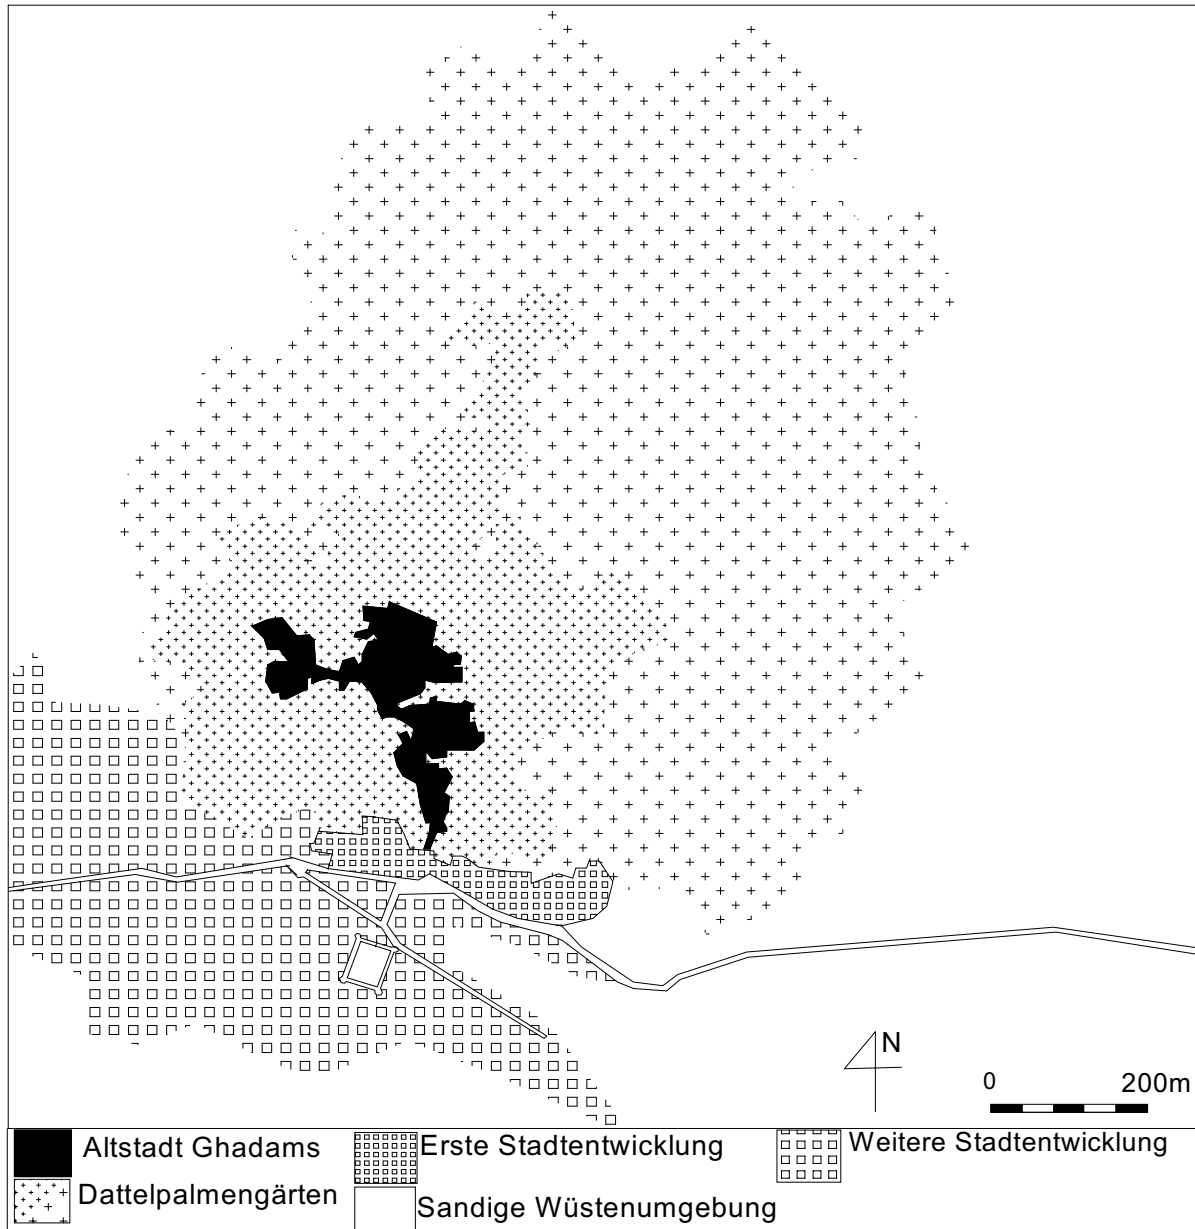 N
0 200m
Altstadt Ghadams
Erste Stadtentwicklung
Weitere Stadtentwicklung
Dattelpalmengärten
Sandige Wüstenumgebung